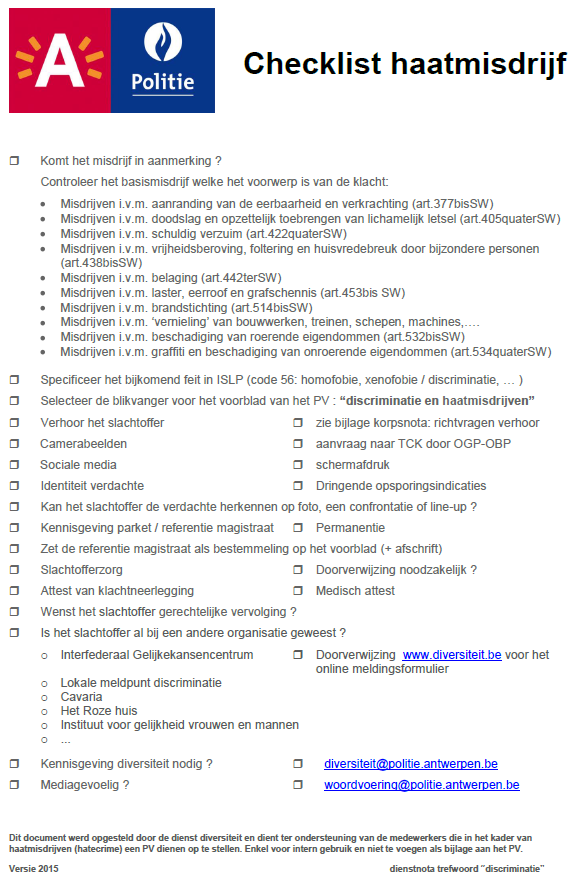 A
Politie
Checklist haatmisdrijf
❒ Komt het misdrijf in aanmerking ?
Controleer het basismisdrijf welke het voorwerp is van de klacht:
• Misdrijven i.v.m. aanranding van de eerbaarheid en verkrachting (art.377bisSW)
• Misdrijven i.v.m. doodslag en opzettelijk toebrengen van lichamelijk letsel (art.405quaterSW)
• Misdrijven i.v.m. schuldig verzuim (art.422quaterSW)
• Misdrijven i.v.m. vrijheidsberoving, foltering en huisvredebreuk door bijzondere personen
(art.438bisSW)
• Misdrijven i.v.m. belaging (art.442terSW)
• Misdrijven i.v.m. laster, eerroof en grafschennis (art.453bis SW)
• Misdrijven i.v.m. brandstichting (art.514bisSW)
• Misdrijven i.v.m. ‘vernieling’ van bouwwerken, treinen, schepen, machines,….
• Misdrijven i.v.m. beschadiging van roerende eigendommen (art.532bisSW)
• Misdrijven i.v.m. graffiti en beschadiging van onroerende eigendommen (art.534quaterSW)
❒ Specificeer het bijkomend feit in ISLP (code 56: homofobie, xenofobie / discriminatie, … )
❒ Selecteer de blikvanger voor het voorblad van het PV : “discriminatie en haatmisdrijven”
❒ Verhoor het slachtoffer ❒ zie bijlage korpsnota: richtvragen verhoor
❒ Camerabeelden ❒ aanvraag naar TCK door OGP-OBP
❒ Sociale media ❒ schermafdruk
❒ Identiteit verdachte ❒ Dringende opsporingsindicaties
❒ Kan het slachtoffer de verdachte herkennen op foto, een confrontatie of line-up ?
❒ Kennisgeving parket / referentie magistraat ❒ Permanentie
❒ Zet de referentie magistraat als bestemmeling op het voorblad (+ afschrift)
❒ Slachtofferzorg ❒ Doorverwijzing noodzakelijk ?
❒ Attest van klachtneerlegging ❒ Medisch attest
❒ Wenst het slachtoffer gerechtelijke vervolging ?
❒ Is het slachtoffer al bij een andere organisatie geweest ?
○ Interfederaal Gelijkekansencentrum ❒ Doorverwijzing www.diversiteit.be voor het
online meldingsformulier
○ Lokale meldpunt discriminatie
○ Cavaria
○ Het Roze huis
○ Instituut voor gelijkheid vrouwen en mannen
○ ...
❒ Kennisgeving diversiteit nodig ? ❒ diversiteit@politie.antwerpen.be
❒ Mediagevoelig ? ❒ woordvoering@politie.antwerpen.be
Dit document werd opgesteld door de dienst diversiteit en dient ter ondersteuning van de medewerkers die in het kader van
haatmisdrijven (hatecrime) een PV dienen op te stellen. Enkel voor intern gebruik en niet te voegen als bijlage aan het PV.
Versie 2015 dienstnota trefwoord “discriminatie”